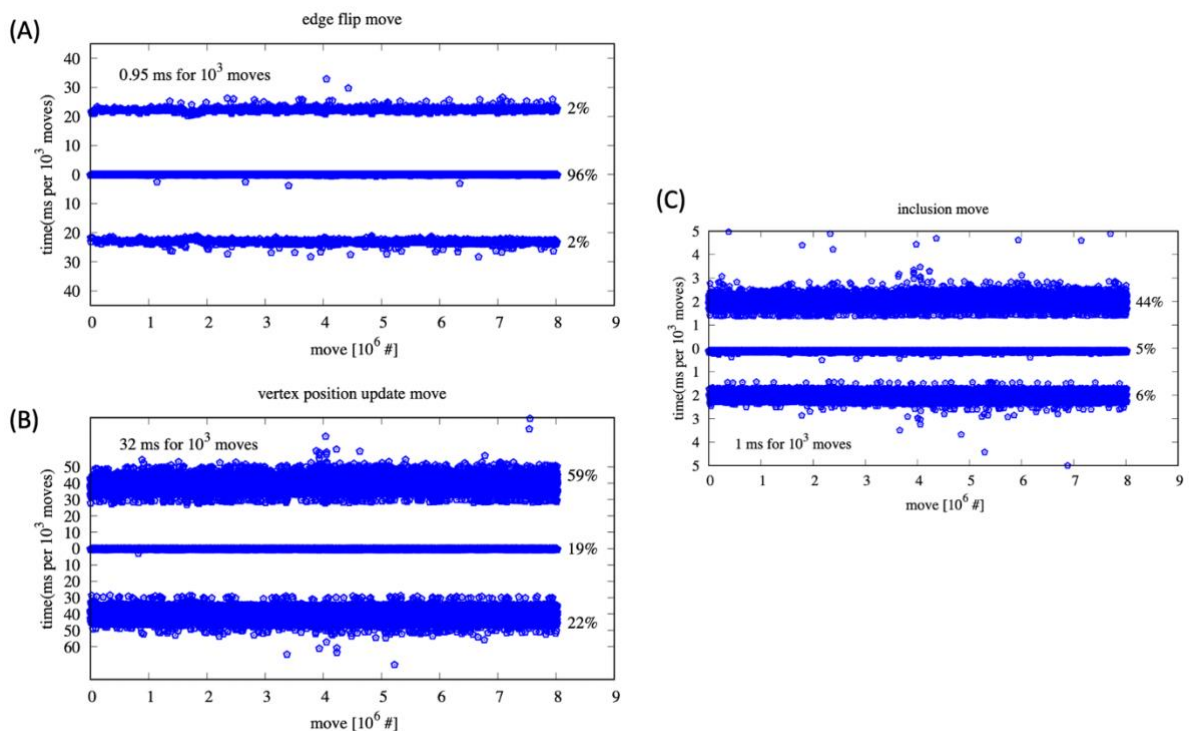 (A)
edge flip move
0.95 ms for 10³ moves
time(ms per 10³ moves)
40
30
20
10
0
10
20
30
40
2%
96%
2%
0 1 2 3 4 5 6 7 8 9
move [10⁶ #]
(B)
vertex position update move
32 ms for 10³ moves
time(ms per 10³ moves)
50
40
30
20
10
0
10
20
30
40
50
60
59%
19%
22%
0 1 2 3 4 5 6 7 8 9
move [10⁶ #]
(C)
inclusion move
time(ms per 10³ moves)
5
4
3
2
1
0
1
2
3
4
5
44%
5%
6%
1 ms for 10³ moves
0 1 2 3 4 5 6 7 8 9
move [10⁶ #]